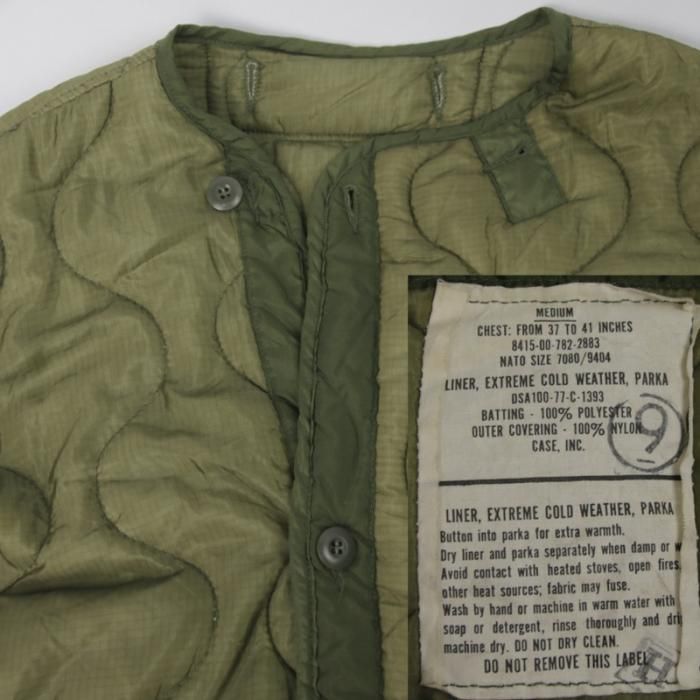 MEDIUM
CHEST: FROM 37 TO 41 INCHES
8415-00-782-2883
NATO SIZE 7080/9404
LINER, EXTREME COLD WEATHER, PARKA
DSA100-77-C-1393
BATTING - 100% POLYESTER
OUTER COVERING - 100% NYLON
CASE, INC.
9
LINER, EXTREME COLD WEATHER, PARKA
Button into parka for extra warmth.
Dry liner and parka separately when damp or w
Avoid contact with heated stoves, open fires,
other heat sources; fabric may fuse.
Wash by hand or machine in warm water with
soap or detergent, rinse thoroughly and dri
machine dry. DO NOT DRY CLEAN.
DO NOT REMOVE THIS LABEL
H